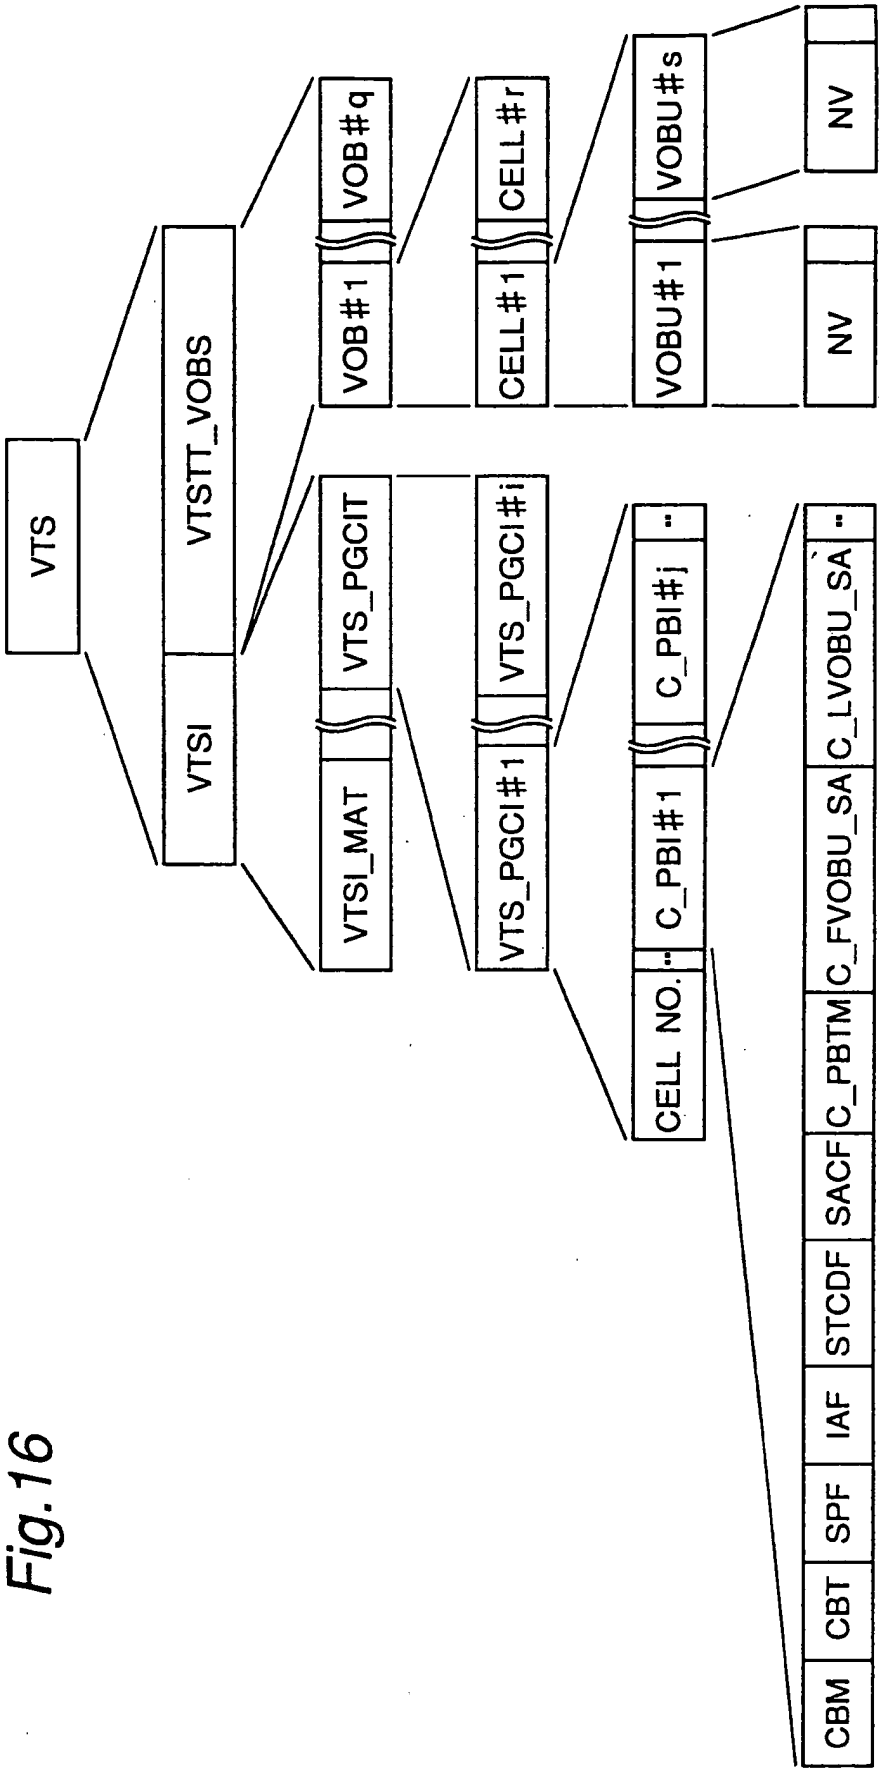 Fig.16
VTS
VTSI VTSTT_VOBS
VTSI_MAT VTS_PGCIT VOB#1 VOB#q
VTS_PGCI#1 VTS_PGCI#i CELL#1 CELL#r
CELL NO. .. C_PBI#1 C_PBI#j .. VOBU#1 VOBU#s
CBM CBT SPF IAF STCDF SACF C_PBTM C_FVOBU_SA C_LVOBU_SA .. NV NV